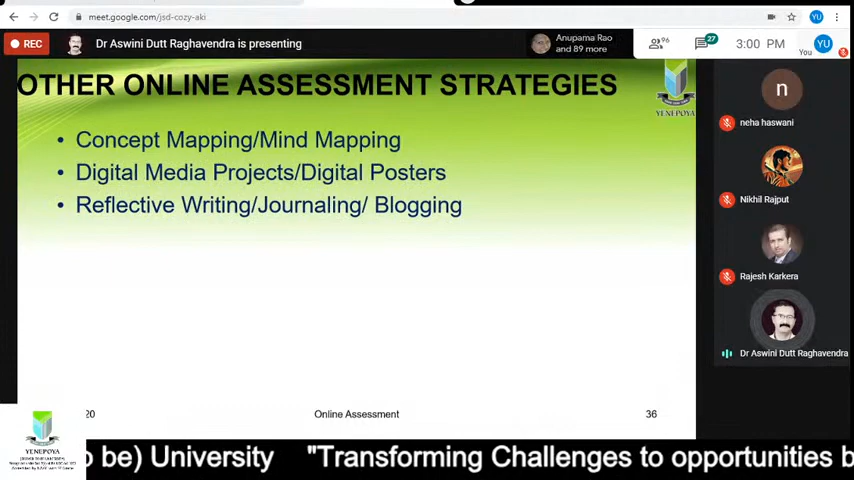 meet.google.com/jsd-cozy-aki
YU
REC
Dr Aswini Dutt Raghavendra is presenting
Anupama Rao
and 89 more
96
27
3:00 PM
You
YU
OTHER ONLINE ASSESSMENT STRATEGIES
YENEPOYA
• Concept Mapping/Mind Mapping
• Digital Media Projects/Digital Posters
• Reflective Writing/Journaling/ Blogging
n
neha haswani
Nikhil Rajput
Rajesh Karkera
Dr Aswini Dutt Raghavendra
20
Online Assessment
36
YENEPOYA
o be) University "Transforming Challenges to opportunities b